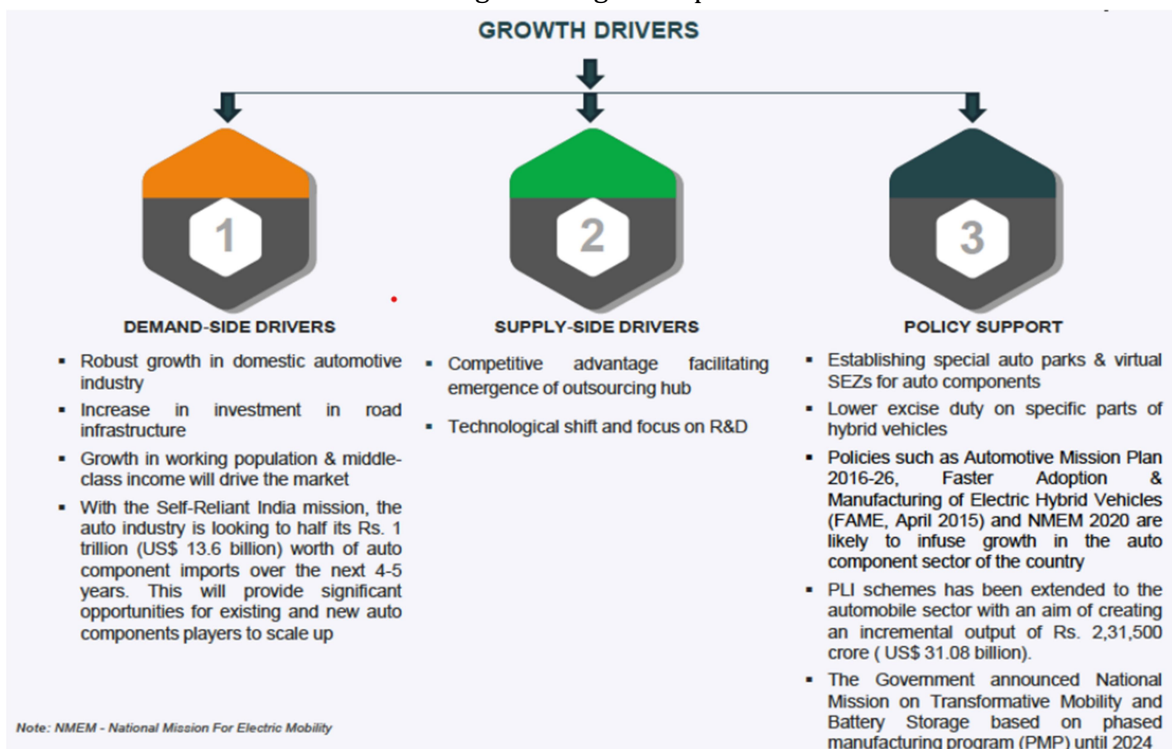 GROWTH DRIVERS
1
2
3
DEMAND-SIDE DRIVERS
▪ Robust growth in domestic automotive
industry
▪ Increase in investment in road
infrastructure
▪ Growth in working population & middle-
class income will drive the market
▪ With the Self-Reliant India mission, the
auto industry is looking to half its Rs. 1
trillion (US$ 13.6 billion) worth of auto
component imports over the next 4-5
years. This will provide significant
opportunities for existing and new auto
components players to scale up
SUPPLY-SIDE DRIVERS
▪ Competitive advantage facilitating
emergence of outsourcing hub
▪ Technological shift and focus on R&D
POLICY SUPPORT
▪ Establishing special auto parks & virtual
SEZs for auto components
▪ Lower excise duty on specific parts of
hybrid vehicles
▪ Policies such as Automotive Mission Plan
2016-26, Faster Adoption &
Manufacturing of Electric Hybrid Vehicles
(FAME, April 2015) and NMEM 2020 are
likely to infuse growth in the auto
component sector of the country
▪ PLI schemes has been extended to the
automobile sector with an aim of creating
an incremental output of Rs. 2,31,500
crore ( US$ 31.08 billion).
▪ The Government announced National
Mission on Transformative Mobility and
Battery Storage based on phased
manufacturing program (PMP) until 2024
Note: NMEM - National Mission For Electric Mobility